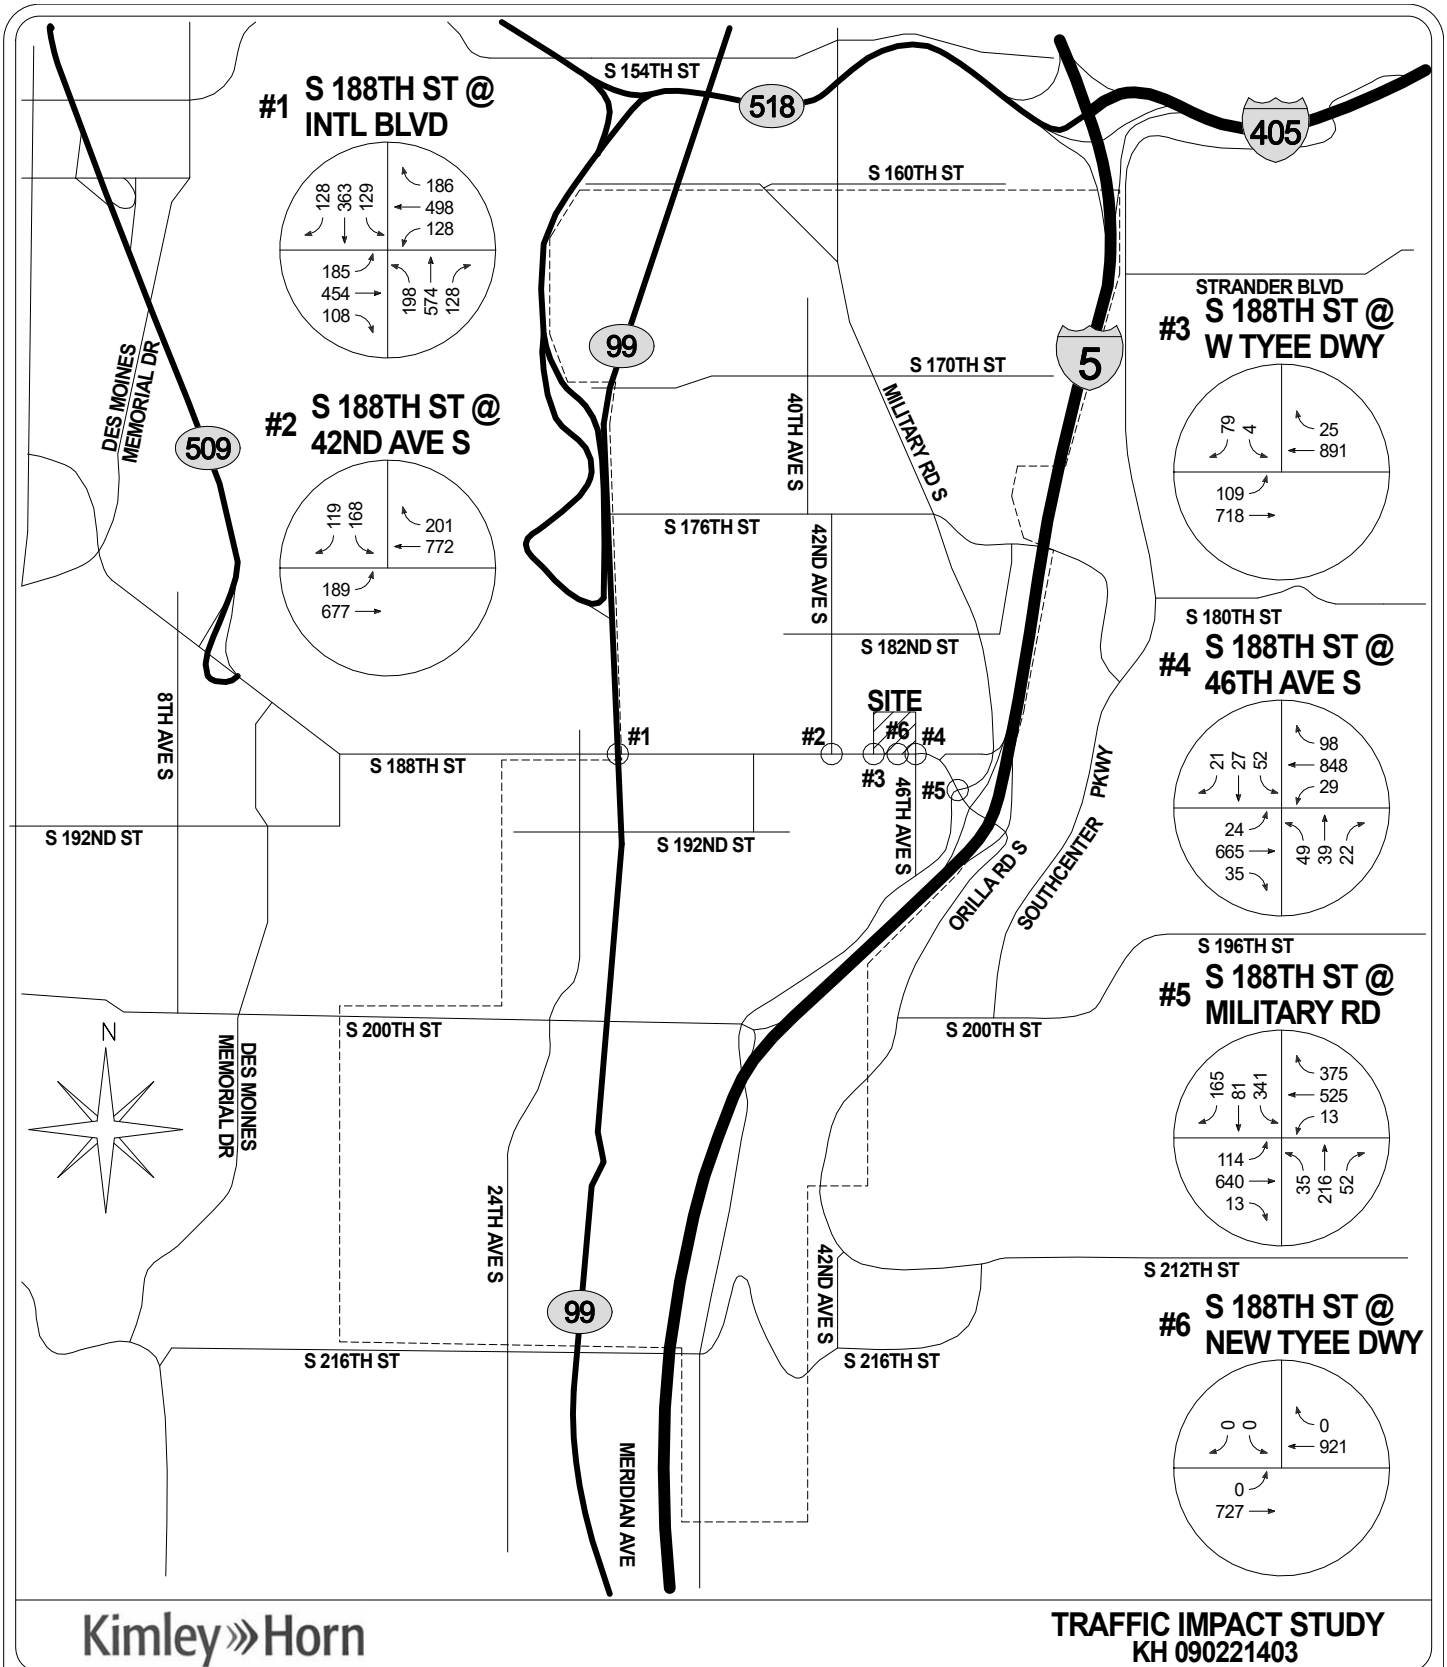 S 154TH ST
518
405
#1 S 188TH ST @
INTL BLVD
128 363 129
186
498
128
185
454
108
198 574 128
S 160TH ST
STRANDER BLVD
#3 S 188TH ST @
W TYEE DWY
79 4
25
891
109
718
99
5
S 170TH ST
DES MOINES
MEMORIAL DR
509
#2 S 188TH ST @
42ND AVE S
119 168
201
772
189
677
40TH AVE S
MILITARY RD S
S 176TH ST
42ND AVE S
S 180TH ST
S 182ND ST
#4 S 188TH ST @
46TH AVE S
21 27 52
98
848
29
24
665
35
49 39 22
8TH AVE S
SITE
#1
#2
#6
#4
#3
#5
S 188TH ST
46TH AVE S
S 192ND ST
S 192ND ST
ORILLA RD S
SOUTHCENTER PKWY
S 196TH ST
#5 S 188TH ST @
MILITARY RD
165 81 341
375
525
13
114
640
13
35 216 52
N
S 200TH ST
S 200TH ST
DES MOINES
MEMORIAL DR
24TH AVE S
42ND AVE S
S 212TH ST
99
S 216TH ST
S 216TH ST
#6 S 188TH ST @
NEW TYEE DWY
0 0
0
921
0
727
MERIDIAN AVE
Kimley»Horn
TRAFFIC IMPACT STUDY
KH 090221403